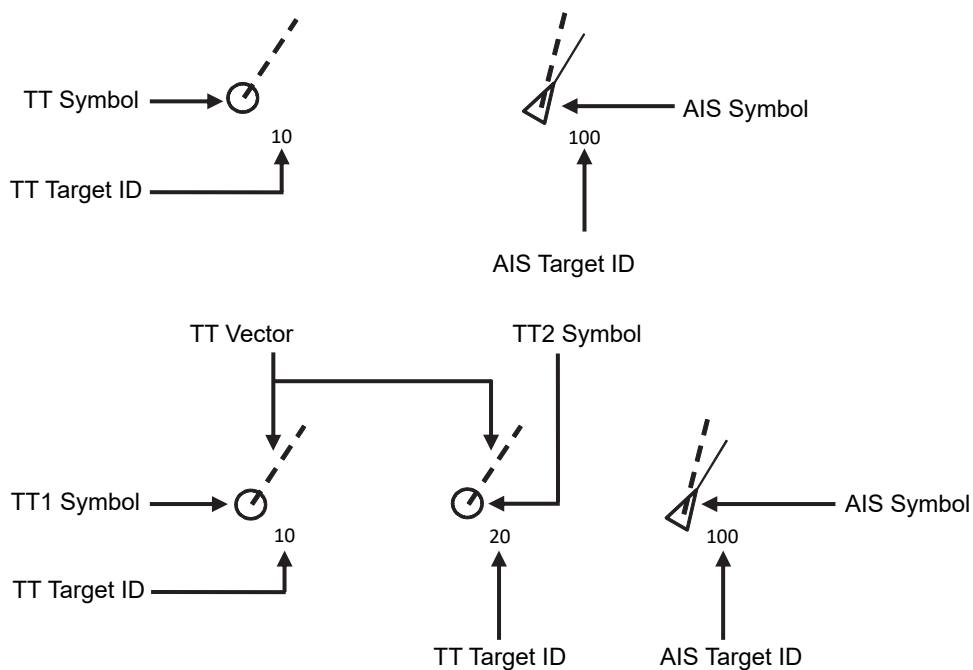 TT Symbol
AIS Symbol
10
100
TT Target ID
AIS Target ID
TT Vector
TT2 Symbol
TT1 Symbol
AIS Symbol
10
20
100
TT Target ID
TT Target ID
AIS Target ID